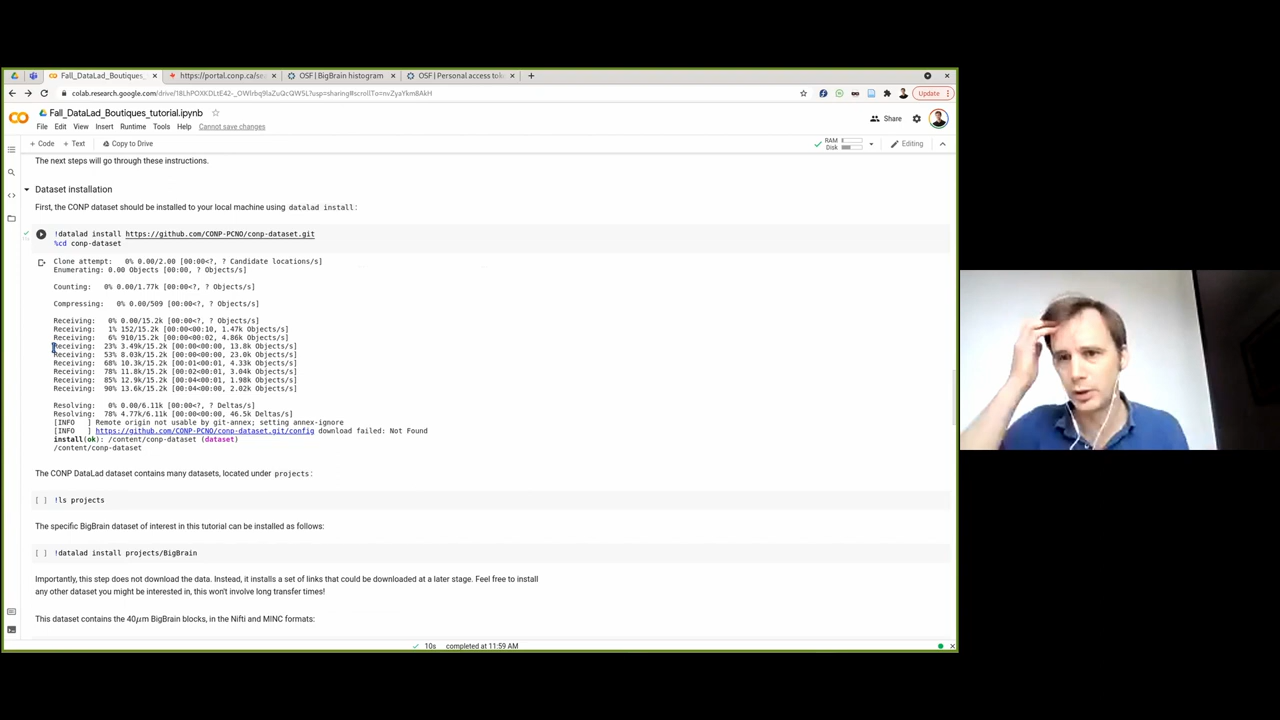 Fall_DataLad_Boutiques_
https://portal.conp.ca/se
OSF | BigBrain histogram
OSF | Personal access tok
colab.research.google.com/drive/
?usp=sharing#scrollTo=nvZyaYkm8AkH
Update
Fall_DataLad_Boutiques_tutorial.ipynb
File Edit View Insert Runtime Tools Help Cannot save changes
Share
+ Code + Text Copy to Drive
RAM
Disk
Editing
The next steps will go through these instructions.
Dataset installation
First, the CONP dataset should be installed to your local machine using datalad install:
!datalad install https://github.com/CONP-PCNO/conp-dataset.git
%cd conp-dataset
Clone attempt: 0% 0.00/2.00 [00:00<?, ? Candidate locations/s]
Enumerating: 0.00 Objects [00:00, ? Objects/s]
Counting: 0% 0.00/1.77k [00:00<?, ? Objects/s]
Compressing: 0% 0.00/509 [00:00<?, ? Objects/s]
Receiving: 0% 0.00/15.2k [00:00<?, ? Objects/s]
Receiving: 1% 152/15.2k [00:00<00:10, 1.47k Objects/s]
Receiving: 6% 910/15.2k [00:00<00:02, 4.86k Objects/s]
Receiving: 23% 3.49k/15.2k [00:00<00:00, 13.8k Objects/s]
Receiving: 53% 8.03k/15.2k [00:00<00:00, 23.0k Objects/s]
Receiving: 68% 10.3k/15.2k [00:01<00:01, 4.33k Objects/s]
Receiving: 78% 11.8k/15.2k [00:02<00:01, 3.04k Objects/s]
Receiving: 85% 12.9k/15.2k [00:04<00:01, 1.98k Objects/s]
Receiving: 90% 13.6k/15.2k [00:04<00:00, 2.02k Objects/s]
Resolving: 0% 0.00/6.11k [00:00<?, ? Deltas/s]
Resolving: 78% 4.77k/6.11k [00:00<00:00, 46.5k Deltas/s]
[INFO ] Remote origin not usable by git-annex; setting annex-ignore
[INFO ] https://github.com/CONP-PCNO/conp-dataset.git/config download failed: Not Found
install(ok): /content/conp-dataset (dataset)
/content/conp-dataset
The CONP DataLad dataset contains many datasets, located under projects:
[ ] !ls projects
The specific BigBrain dataset of interest in this tutorial can be installed as follows:
[ ] !datalad install projects/BigBrain
Importantly, this step does not download the data. Instead, it installs a set of links that could be downloaded at a later stage. Feel free to install
any other dataset you might be interested in, this won't involve long transfer times!
This dataset contains the 40μm BigBrain blocks, in the Nifti and MINC formats:
10s completed at 11:59 AM